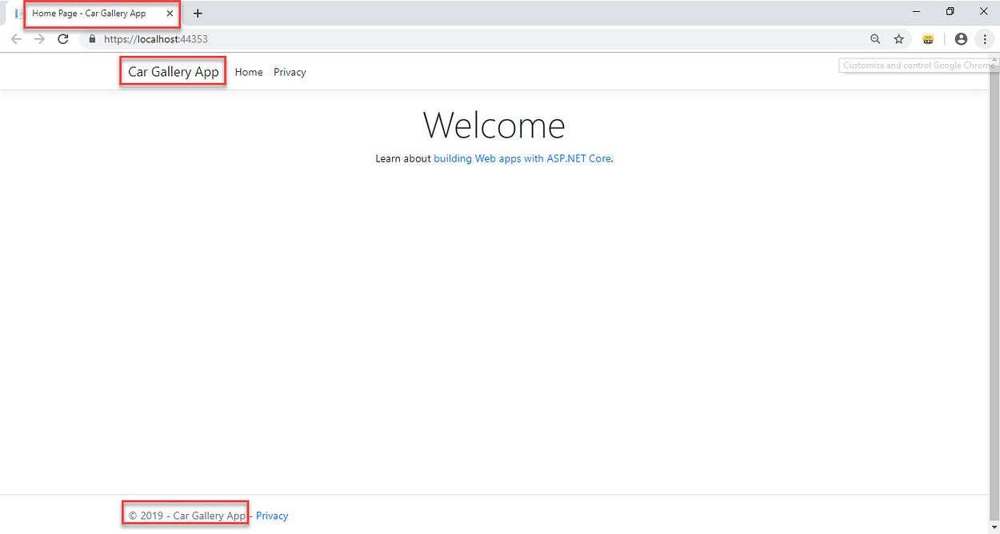 Home Page - Car Gallery App
https://localhost:44353
Car Gallery App Home Privacy
Customize and control Google Chrome
Welcome
Learn about building Web apps with ASP.NET Core.
© 2019 - Car Gallery App - Privacy